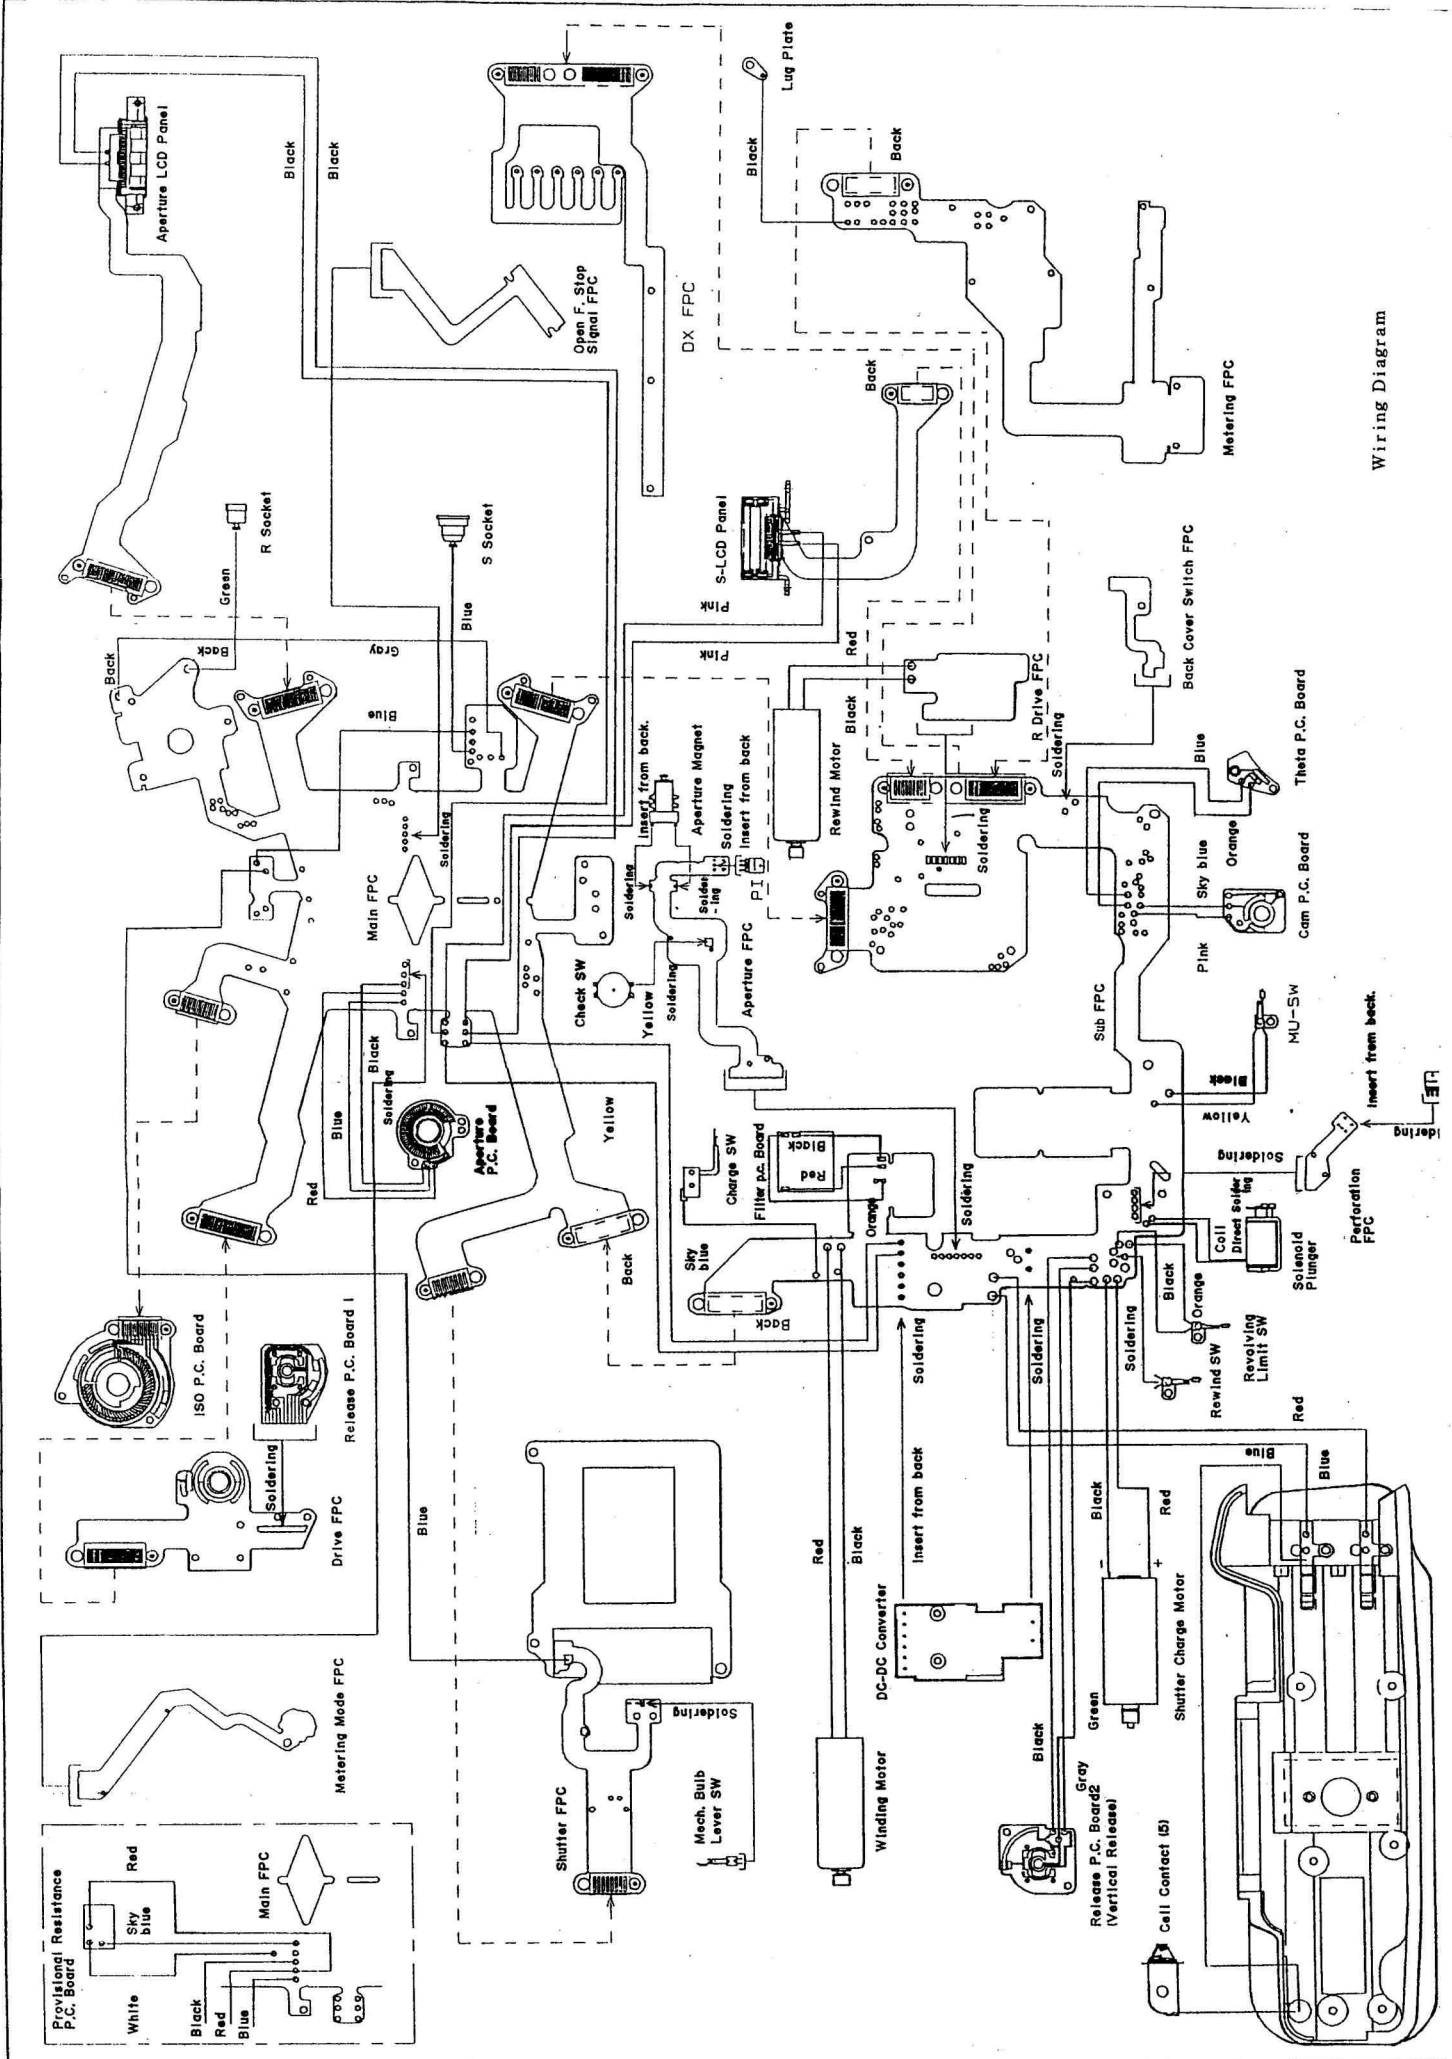 Provisional Resistance
P.C. Board
White
Red
Sky
blue
Main FPC
Black
Red
Blue
Metering Mode FPC
Drive FPC
Soldering
Release P.C. Board 1
ISO P.C. Board
Aperture LCD Panel
Black
Black
Back
Back
Green
R Socket
Gray
Blue
S Socket
Blue
Main FPC
Soldering
Red
Blue
Black
Soldering
Aperture
P.C. Board
Open F. Stop
Signal FPC
DX FPC
Blue
Shutter FPC
Soldering
Mech. Bulb
Lever SW
Yellow
Back
Check SW
Yellow
Soldering
Soldering
Insert from back.
Aperture Magnet
Solder
-ing
Soldering
Insert from back
PI
Aperture FPC
Pink
Pink
S-LCD Panel
Back
Lug Plate
Black
Back
Metering FPC
Winding Motor
Red
Black
Sky
blue
Back
Charge SW
Filter p.c. Board
Black
Red
Orange
Soldering
Rewind Motor
Red
Black
R Drive FPC
Soldering
Soldering
Back Cover Switch FPC
DC-DC Converter
Insert from back
Soldering
Soldering
Sub FPC
Blue
Theta P.C. Board
Orange
Sky blue
Pink
Cam P.C. Board
Black
Yellow
MU-SW
Release P.C. Board2
(Vertical Release)
Black
Gray
Green
Shutter Charge Motor
-
+
Black
Red
Soldering
Black
Orange
Rewind SW
Revolving
Limit SW
Coil
Direct Solder
ing
Solenoid
Plunger
Soldering
Perforation
FPC
Insert from back.
ldering
Cell Contact (5)
Blue
Red
Blue
Wiring Diagram